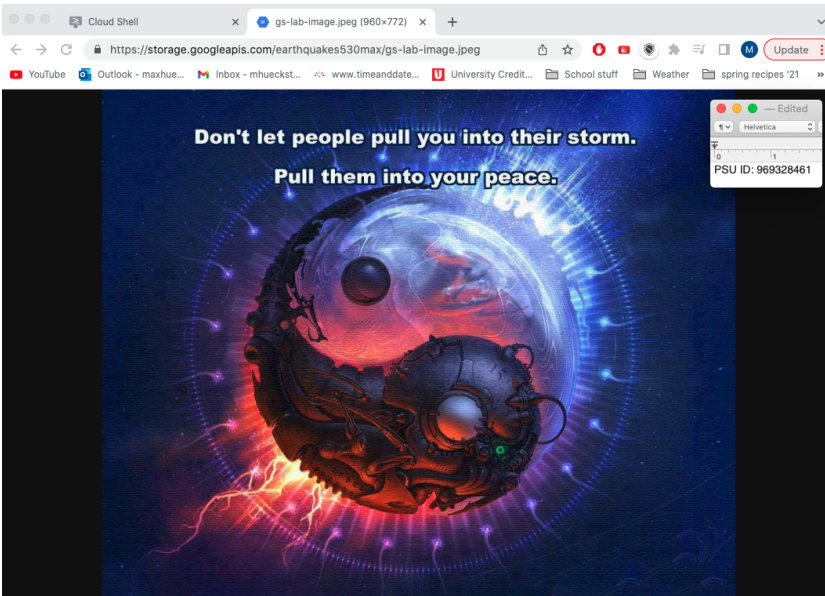 Cloud Shell
gs-lab-image.jpeg (960×772)
https://storage.googleapis.com/earthquakes530max/gs-lab-image.jpeg
M
Update
YouTube
Outlook - maxhue...
Inbox - mhueckst...
www.timeanddate...
University Credit...
School stuff
Weather
spring recipes '21
»
— Edited
¶
Helvetica
0 1
PSU ID: 969328461
Don't let people pull you into their storm.
Pull them into your peace.